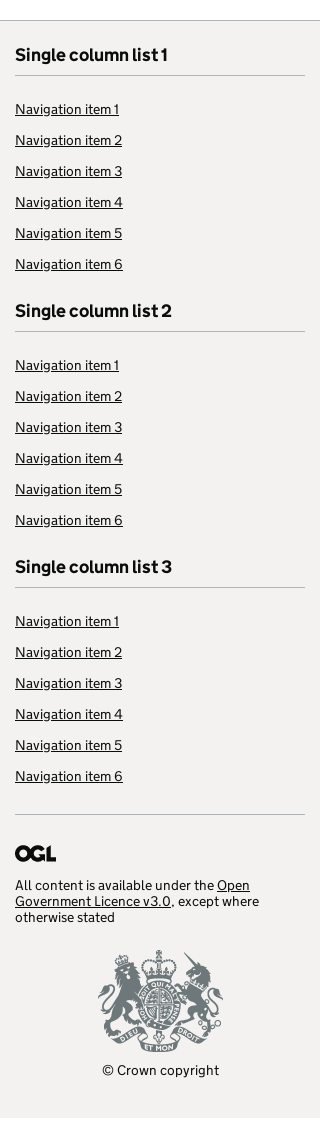 Single column list 1
Navigation item 1
Navigation item 2
Navigation item 3
Navigation item 4
Navigation item 5
Navigation item 6
Single column list 2
Navigation item 1
Navigation item 2
Navigation item 3
Navigation item 4
Navigation item 5
Navigation item 6
Single column list 3
Navigation item 1
Navigation item 2
Navigation item 3
Navigation item 4
Navigation item 5
Navigation item 6
OGL
All content is available under the Open
Government Licence v3.0, except where
otherwise stated
DIEU ET MON DROIT
© Crown copyright